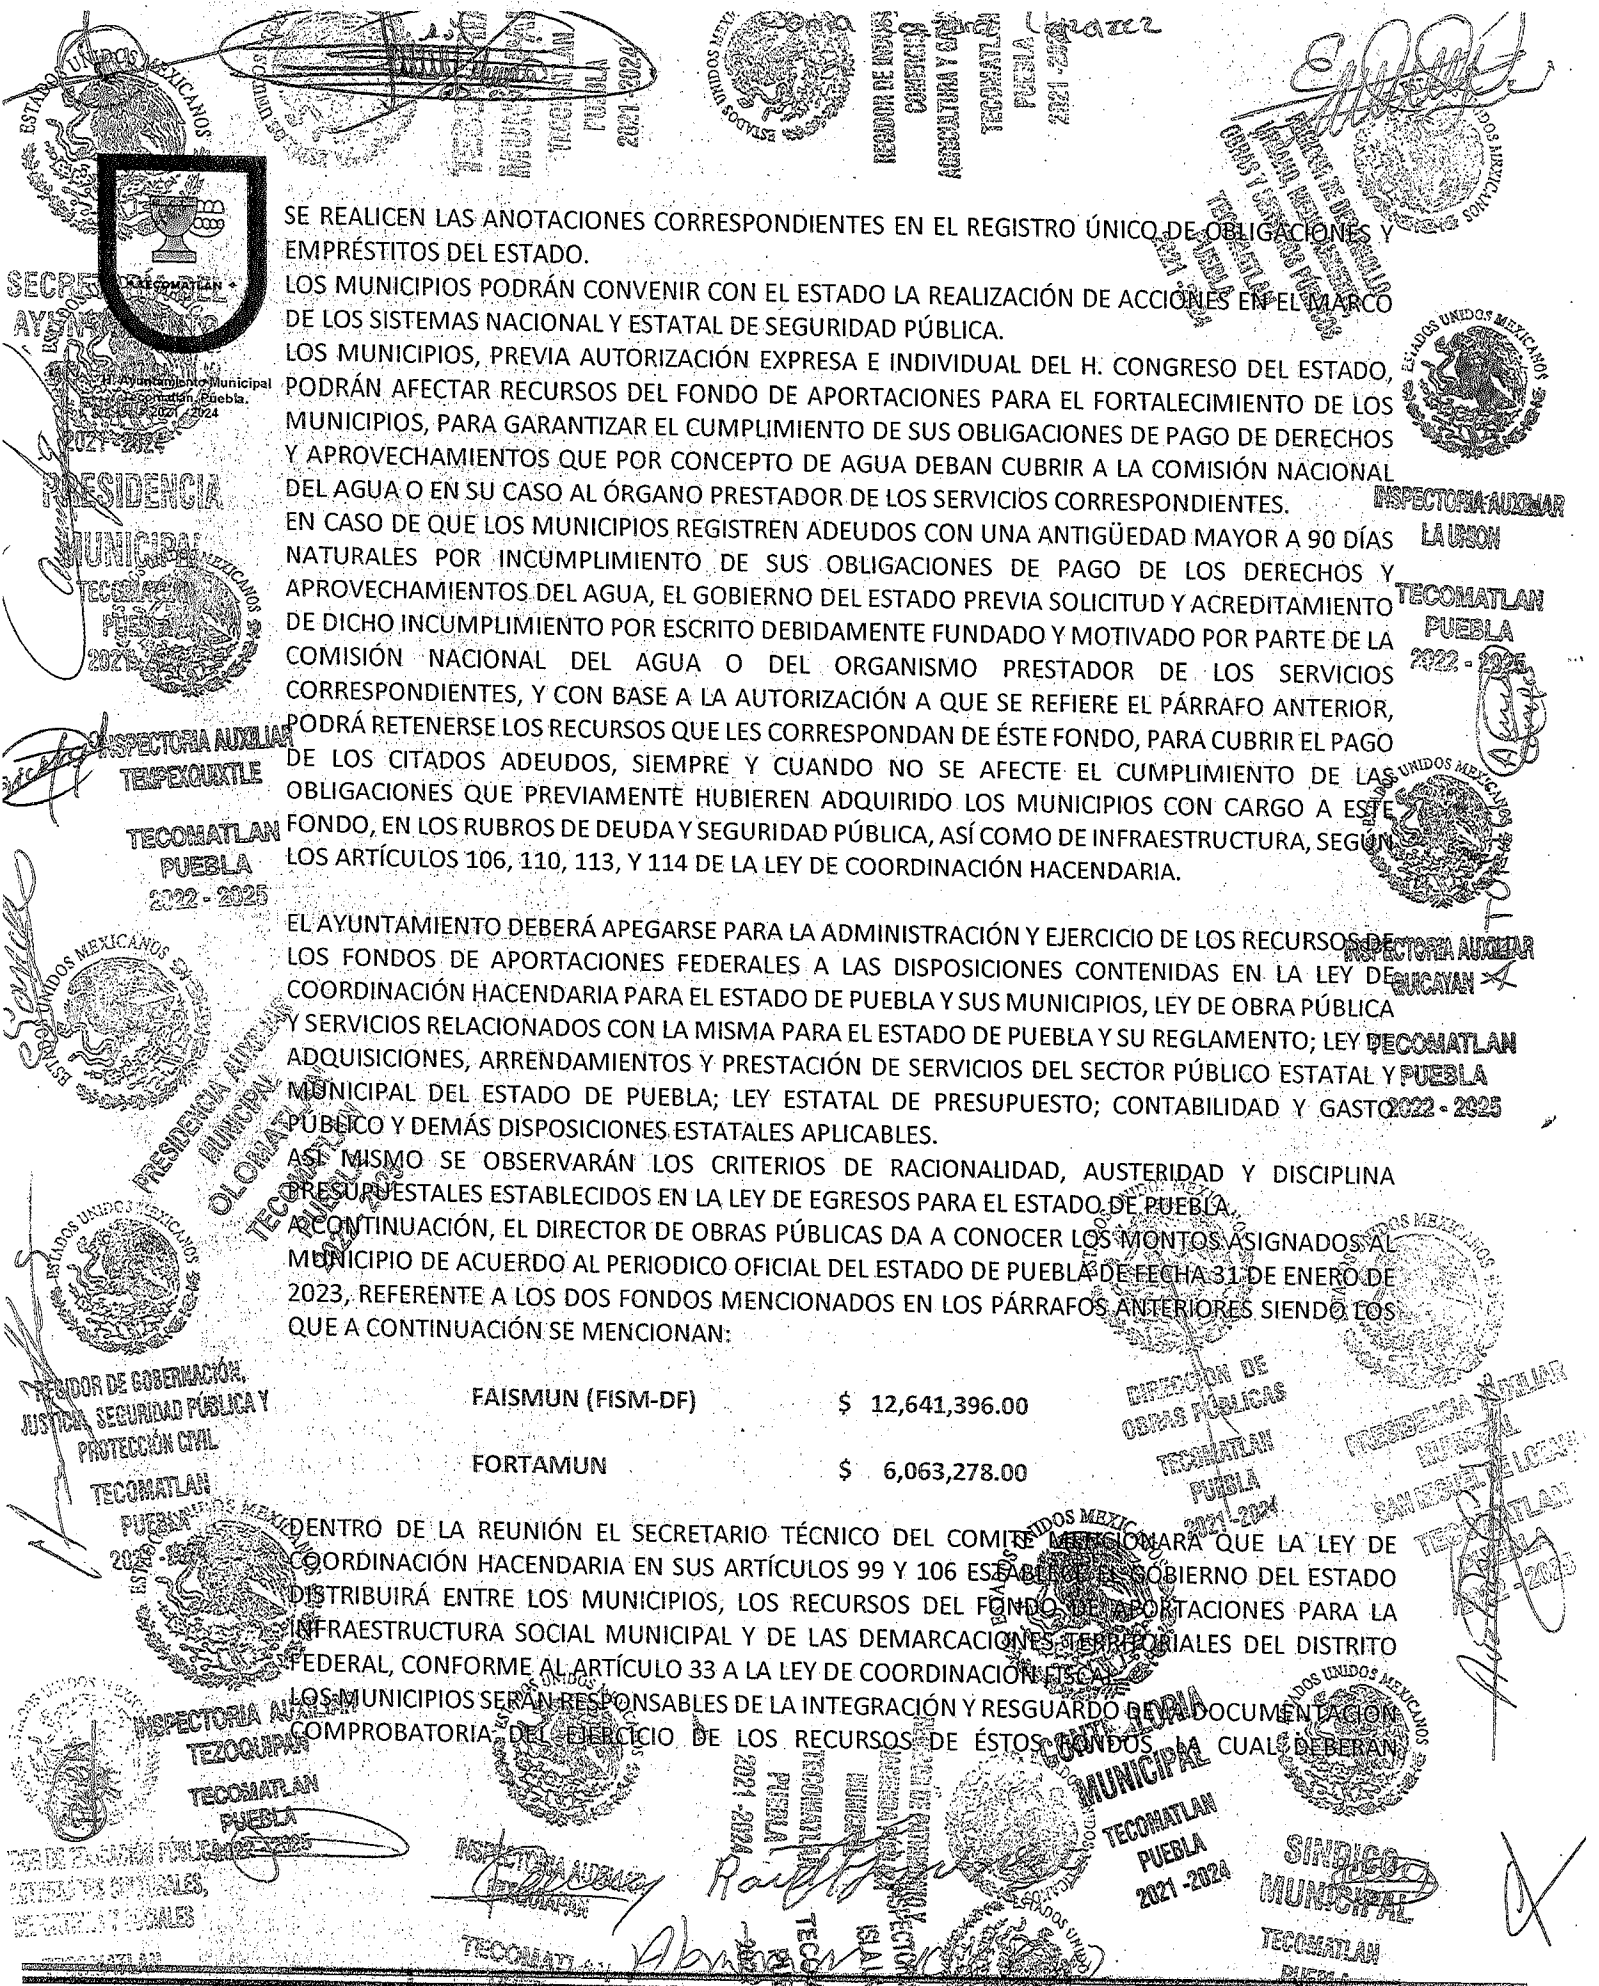 SE REALICEN LAS ANOTACIONES CORRESPONDIENTES EN EL REGISTRO ÚNICO DE OBLIGACIONES Y
EMPRÉSTITOS DEL ESTADO.
LOS MUNICIPIOS PODRÁN CONVENIR CON EL ESTADO LA REALIZACIÓN DE ACCIONES EN EL MARCO
DE LOS SISTEMAS NACIONAL Y ESTATAL DE SEGURIDAD PÚBLICA.
LOS MUNICIPIOS, PREVIA AUTORIZACIÓN EXPRESA E INDIVIDUAL DEL H. CONGRESO DEL ESTADO,
PODRÁN AFECTAR RECURSOS DEL FONDO DE APORTACIONES PARA EL FORTALECIMIENTO DE LOS
MUNICIPIOS, PARA GARANTIZAR EL CUMPLIMIENTO DE SUS OBLIGACIONES DE PAGO DE DERECHOS
Y APROVECHAMIENTOS QUE POR CONCEPTO DE AGUA DEBAN CUBRIR A LA COMISIÓN NACIONAL
DEL AGUA O EN SU CASO AL ÓRGANO PRESTADOR DE LOS SERVICIOS CORRESPONDIENTES.
EN CASO DE QUE LOS MUNICIPIOS REGISTREN ADEUDOS CON UNA ANTIGÜEDAD MAYOR A 90 DÍAS
NATURALES POR INCUMPLIMIENTO DE SUS OBLIGACIONES DE PAGO DE LOS DERECHOS Y
APROVECHAMIENTOS DEL AGUA, EL GOBIERNO DEL ESTADO PREVIA SOLICITUD Y ACREDITAMIENTO
DE DICHO INCUMPLIMIENTO POR ESCRITO DEBIDAMENTE FUNDADO Y MOTIVADO POR PARTE DE LA
COMISIÓN NACIONAL DEL AGUA O DEL ORGANISMO PRESTADOR DE LOS SERVICIOS
CORRESPONDIENTES, Y CON BASE A LA AUTORIZACIÓN A QUE SE REFIERE EL PÁRRAFO ANTERIOR,
PODRÁ RETENERSE LOS RECURSOS QUE LES CORRESPONDAN DE ÉSTE FONDO, PARA CUBRIR EL PAGO
DE LOS CITADOS ADEUDOS, SIEMPRE Y CUANDO NO SE AFECTE EL CUMPLIMIENTO DE LAS
OBLIGACIONES QUE PREVIAMENTE HUBIEREN ADQUIRIDO LOS MUNICIPIOS CON CARGO A ESTE
FONDO, EN LOS RUBROS DE DEUDA Y SEGURIDAD PÚBLICA, ASÍ COMO DE INFRAESTRUCTURA, SEGÚN
LOS ARTÍCULOS 106, 110, 113, Y 114 DE LA LEY DE COORDINACIÓN HACENDARIA.
EL AYUNTAMIENTO DEBERÁ APEGARSE PARA LA ADMINISTRACIÓN Y EJERCICIO DE LOS RECURSOS DE
LOS FONDOS DE APORTACIONES FEDERALES A LAS DISPOSICIONES CONTENIDAS EN LA LEY DE
COORDINACIÓN HACENDARIA PARA EL ESTADO DE PUEBLA Y SUS MUNICIPIOS, LEY DE OBRA PÚBLICA
Y SERVICIOS RELACIONADOS CON LA MISMA PARA EL ESTADO DE PUEBLA Y SU REGLAMENTO; LEY DE
ADQUISICIONES, ARRENDAMIENTOS Y PRESTACIÓN DE SERVICIOS DEL SECTOR PÚBLICO ESTATAL Y
MUNICIPAL DEL ESTADO DE PUEBLA; LEY ESTATAL DE PRESUPUESTO; CONTABILIDAD Y GASTO
PÚBLICO Y DEMÁS DISPOSICIONES ESTATALES APLICABLES.
ASÍ MISMO SE OBSERVARÁN LOS CRITERIOS DE RACIONALIDAD, AUSTERIDAD Y DISCIPLINA
PRESUPUESTALES ESTABLECIDOS EN LA LEY DE EGRESOS PARA EL ESTADO DE PUEBLA.
A CONTINUACIÓN, EL DIRECTOR DE OBRAS PÚBLICAS DA A CONOCER LOS MONTOS ASIGNADOS AL
MUNICIPIO DE ACUERDO AL PERIODICO OFICIAL DEL ESTADO DE PUEBLA DE FECHA 31 DE ENERO DE
2023, REFERENTE A LOS DOS FONDOS MENCIONADOS EN LOS PÁRRAFOS ANTERIORES SIENDO LOS
QUE A CONTINUACIÓN SE MENCIONAN:
FAISMUN (FISM-DF) $ 12,641,396.00
FORTAMUN $ 6,063,278.00
DENTRO DE LA REUNIÓN EL SECRETARIO TÉCNICO DEL COMITÉ MENCIONARÁ QUE LA LEY DE
COORDINACIÓN HACENDARIA EN SUS ARTÍCULOS 99 Y 106 ESTABLECE EL GOBIERNO DEL ESTADO
DISTRIBUIRÁ ENTRE LOS MUNICIPIOS, LOS RECURSOS DEL FONDO DE APORTACIONES PARA LA
INFRAESTRUCTURA SOCIAL MUNICIPAL Y DE LAS DEMARCACIONES TERRITORIALES DEL DISTRITO
FEDERAL, CONFORME AL ARTÍCULO 33 A LA LEY DE COORDINACIÓN FISCAL.
LOS MUNICIPIOS SERÁN RESPONSABLES DE LA INTEGRACIÓN Y RESGUARDO DE LA DOCUMENTACIÓN
COMPROBATORIA DEL EJERCICIO DE LOS RECURSOS DE ÉSTOS FONDOS, LA CUAL DEBERÁN
H. Ayuntamiento Municipal
Tecomatlán, Puebla.
2021 - 2024
PRESIDENCIA
MUNICIPAL
INSPECTORIA AUXILIAR
TEMPEXQUIXTLE
TECOMATLAN
PUEBLA
2022 - 2025
PRESIDENCIA AUXILIAR
MUNICIPAL
REGIDOR DE GOBERNACIÓN,
JUSTICIA, SEGURIDAD PÚBLICA Y
PROTECCIÓN CIVIL
TECOMATLAN
PUEBLA
INSPECTORIA AUXILIAR
TEZOQUIPAN
TECOMATLAN
PUEBLA
INSPECTORIA AUXILIAR
LA UNION
TECOMATLAN
PUEBLA
2022 - 2025
INSPECTORIA AUXILIAR
TECOMATLAN
PUEBLA
2022 - 2025
DIRECCIÓN DE
OBRAS PÚBLICAS
TECOMATLAN
PUEBLA
2021-2024
CONTRALORIA
MUNICIPAL
TECOMATLAN
PUEBLA
2021 - 2024
SINDICO
MUNICIPAL
TECOMATLAN